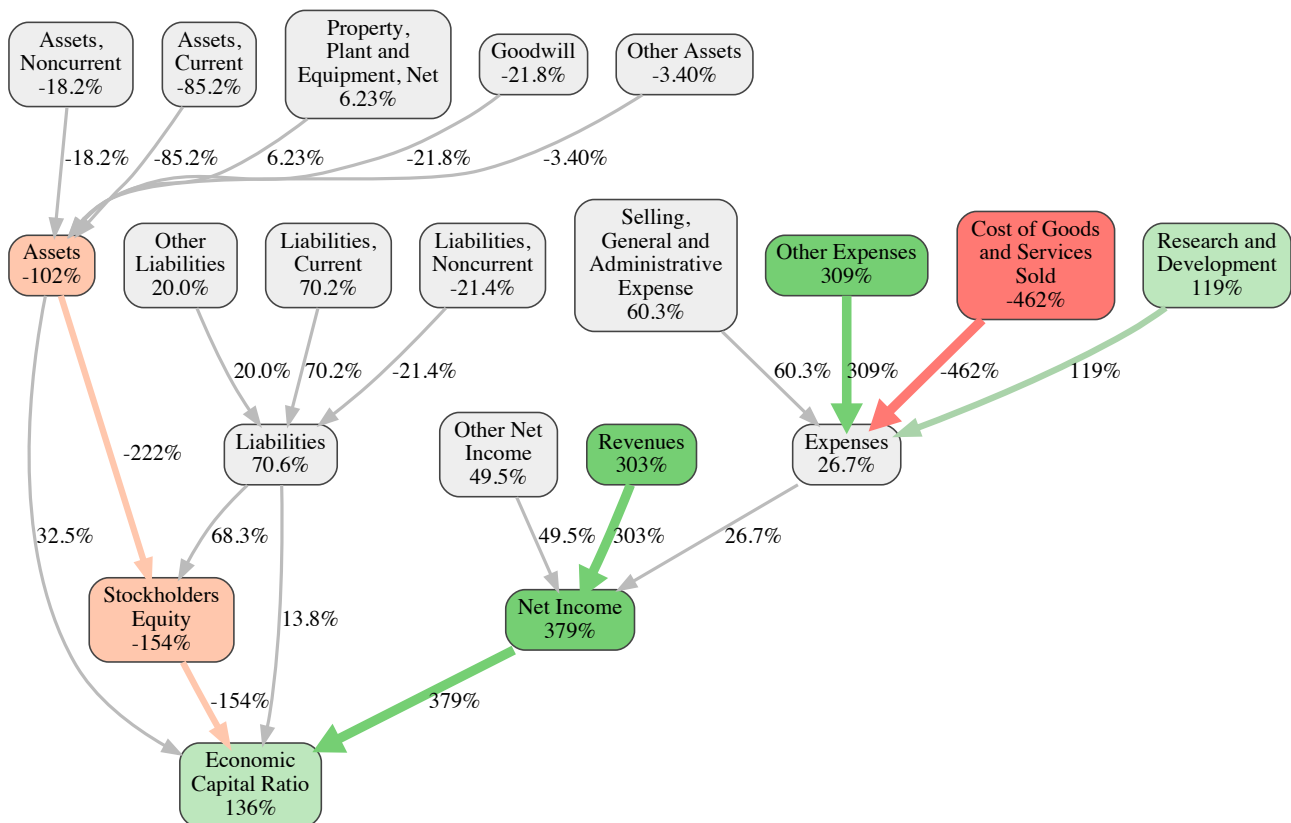 Assets,
Noncurrent
-18.2%
Assets,
Current
-85.2%
Property,
Plant and
Equipment, Net
6.23%
Goodwill
-21.8%
Other Assets
-3.40%
-18.2%
-85.2%
6.23%
-21.8%
-3.40%
Assets
-102%
Other
Liabilities
20.0%
Liabilities,
Current
70.2%
Liabilities,
Noncurrent
-21.4%
Selling,
General and
Administrative
Expense
60.3%
Other Expenses
309%
Cost of Goods
and Services
Sold
-462%
Research and
Development
119%
20.0%
70.2%
-21.4%
60.3%
309%
-462%
119%
Liabilities
70.6%
Other Net
Income
49.5%
Revenues
303%
Expenses
26.7%
-222%
32.5%
68.3%
49.5%
303%
26.7%
Stockholders
Equity
-154%
13.8%
Net Income
379%
-154%
379%
Economic
Capital Ratio
136%